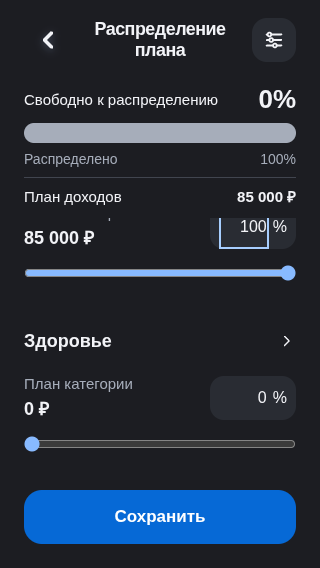 Распределение
плана
Свободно к распределению 0%
Распределено 100%
План доходов 85 000 ₽
85 000 ₽ 100 %
Здоровье
План категории
0 ₽ 0 %
Сохранить